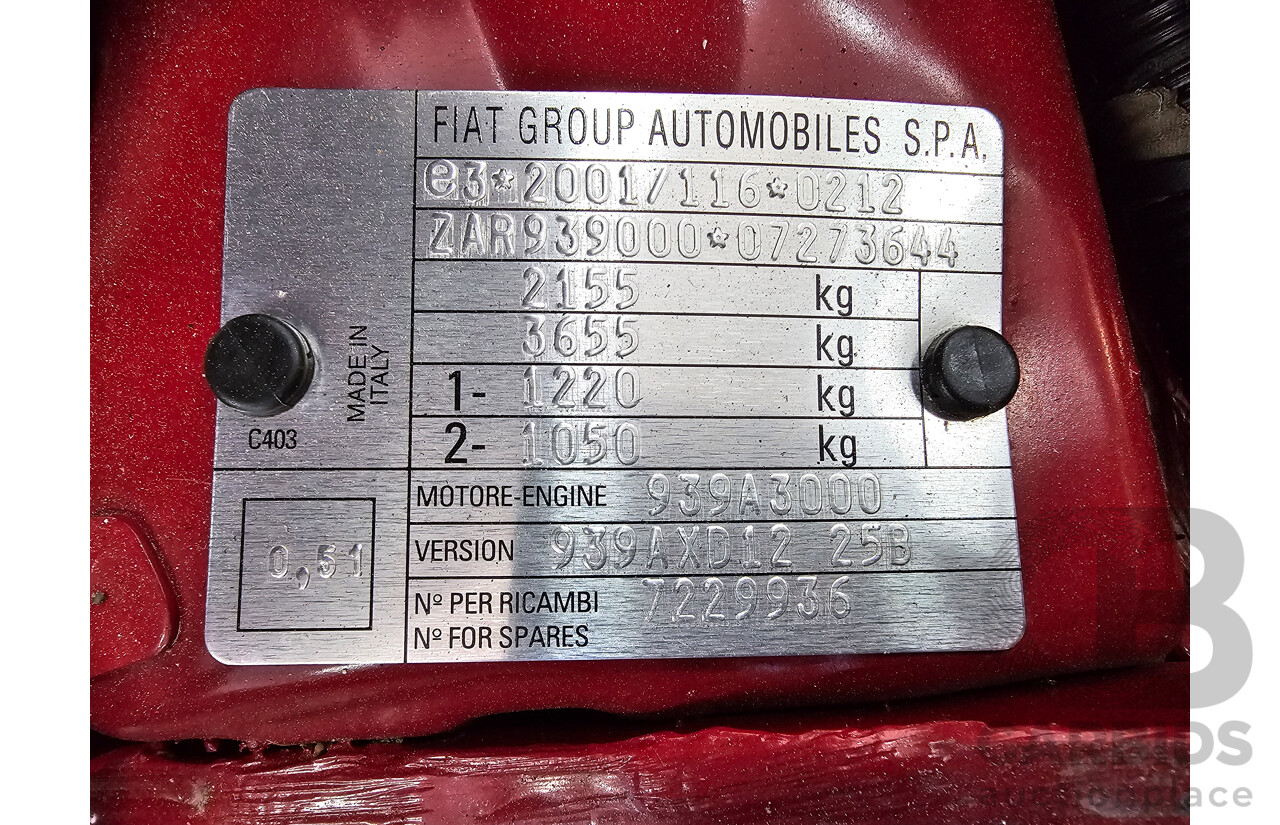 FIAT GROUP AUTOMOBILES S.P.A.
e3*2001/116*0212
ZAR939000*07273644
2155 kg
3655 kg
1- 1220 kg
2- 1050 kg
MADE IN
ITALY
C403
0,51
MOTORE-ENGINE 939A3000
VERSION 939AXD12 25B
Nº PER RICAMBI 7229936
Nº FOR SPARES